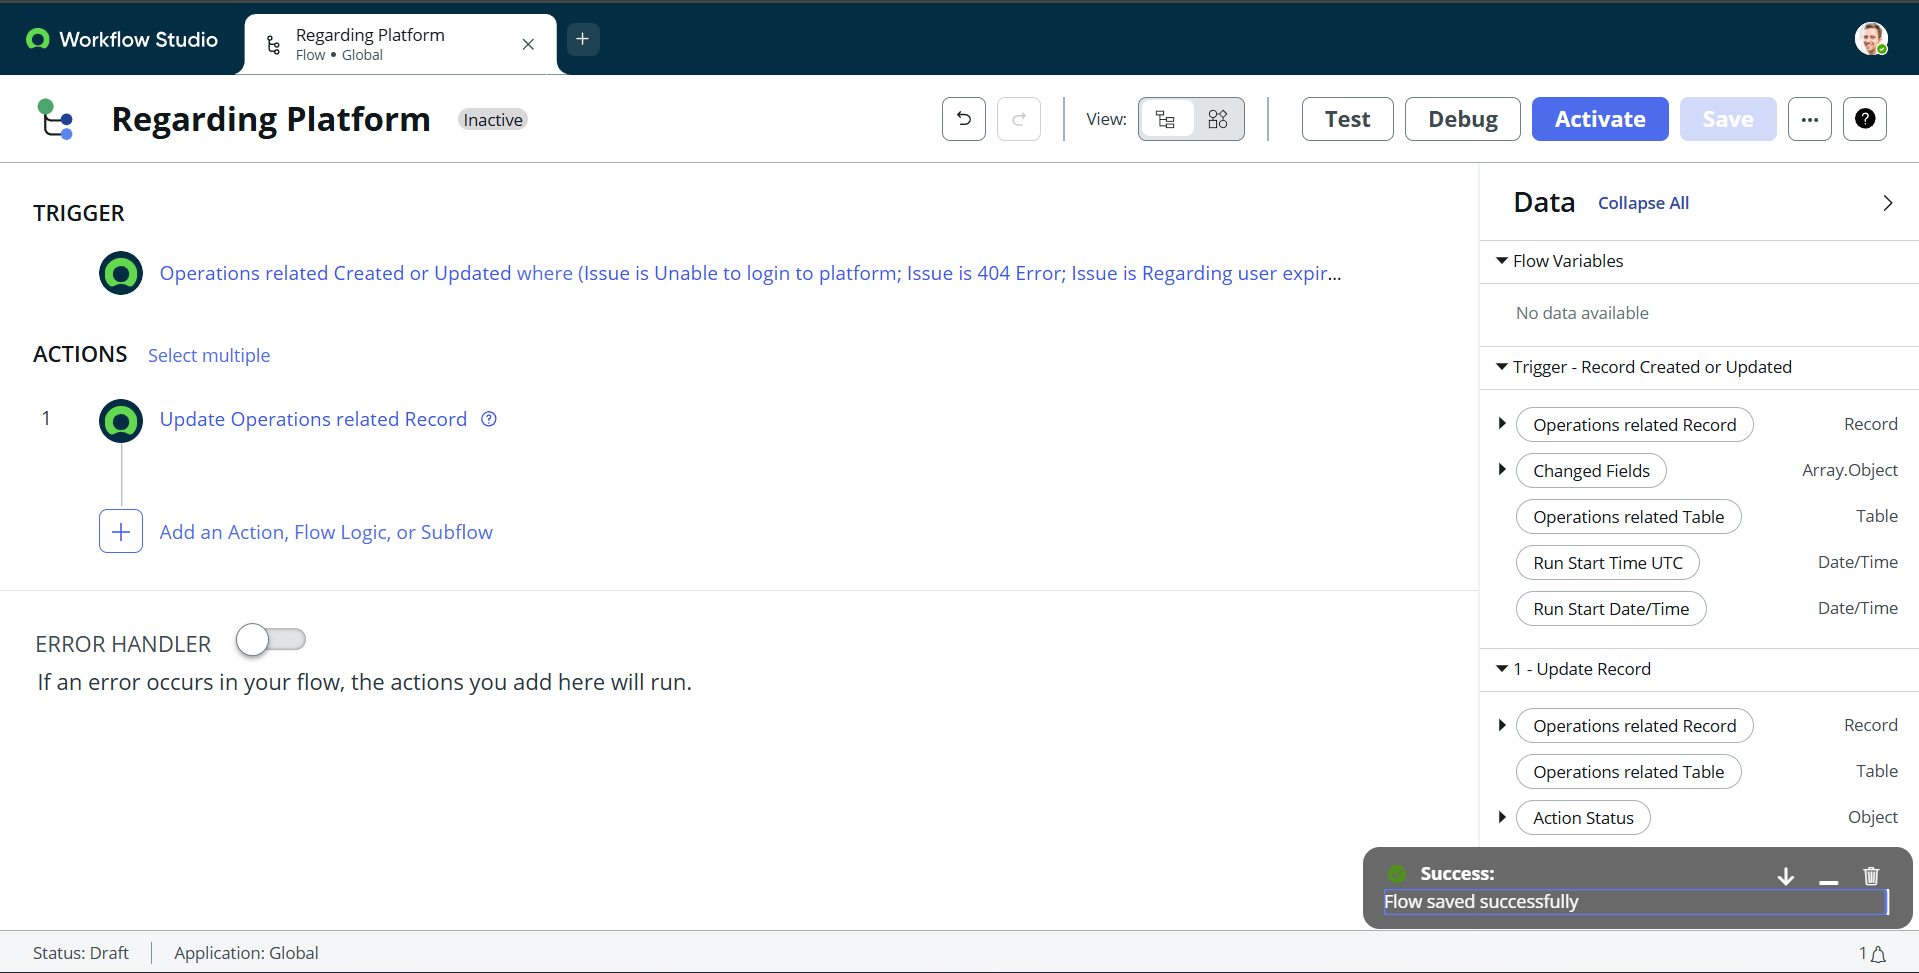 Workflow Studio
Regarding Platform
Flow • Global
Regarding Platform
Inactive
View:
Test
Debug
Activate
Save
TRIGGER
Operations related Created or Updated where (Issue is Unable to login to platform; Issue is 404 Error; Issue is Regarding user expir...
ACTIONS
Select multiple
1
Update Operations related Record
Add an Action, Flow Logic, or Subflow
ERROR HANDLER
If an error occurs in your flow, the actions you add here will run.
Data
Collapse All
Flow Variables
No data available
Trigger - Record Created or Updated
Operations related Record Record
Changed Fields Array.Object
Operations related Table Table
Run Start Time UTC Date/Time
Run Start Date/Time Date/Time
1 - Update Record
Operations related Record Record
Operations related Table Table
Action Status Object
Success:
Flow saved successfully
Status: Draft
Application: Global
1